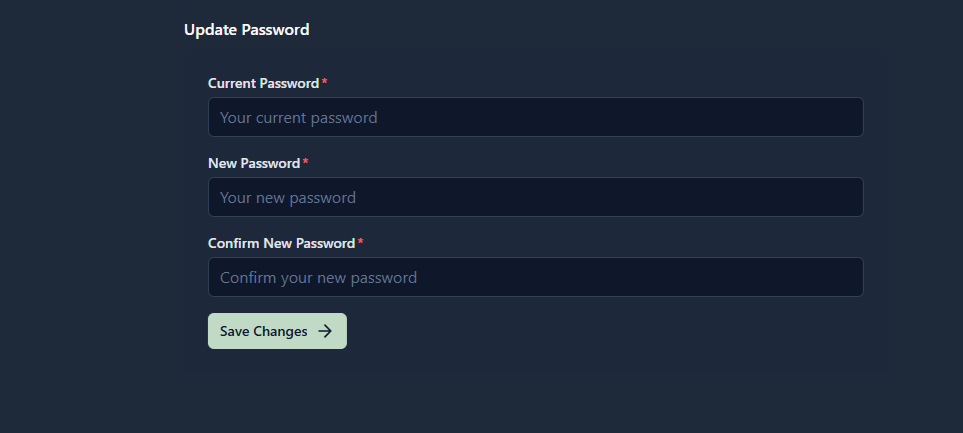 Update Password
Current Password*
Your current password
New Password*
Your new password
Confirm New Password*
Confirm your new password
Save Changes →